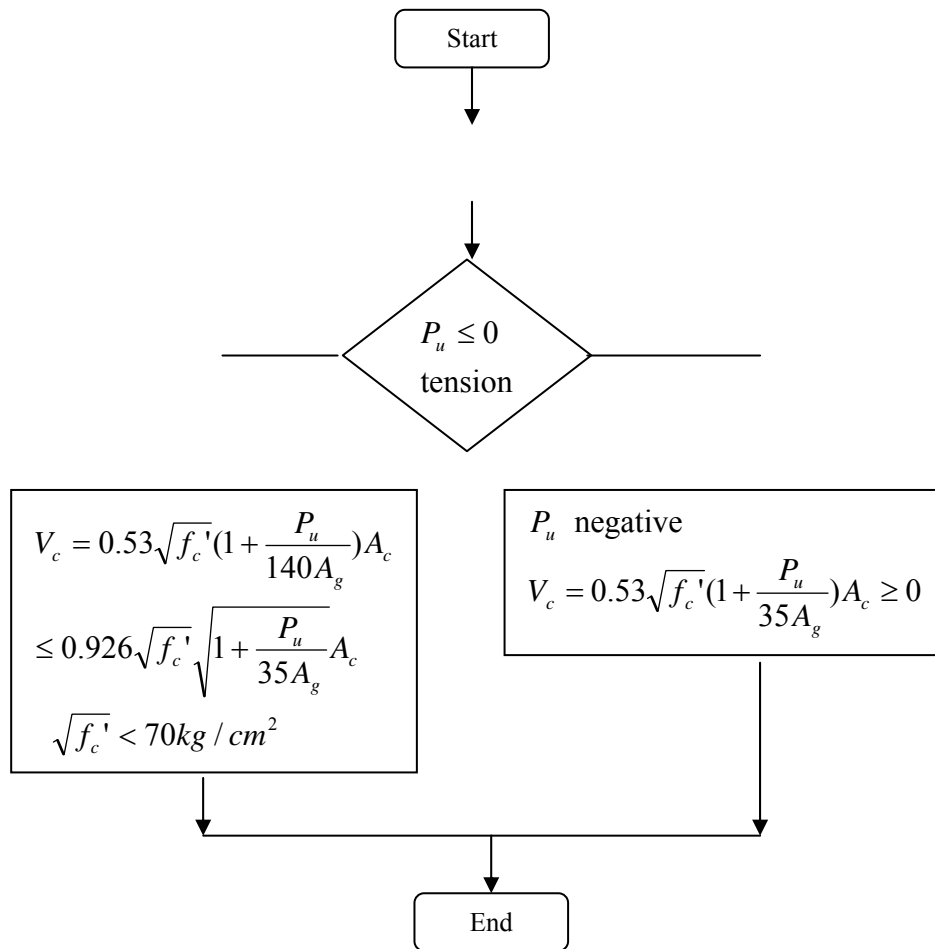 Start
P_u ≤ 0
tension
V_c = 0.53√f_c'(1 + P_u/140A_g)A_c
≤ 0.926√f_c'√(1 + P_u/35A_g)A_c
√f_c' < 70kg / cm²
P_u negative
V_c = 0.53√f_c'(1 + P_u/35A_g)A_c ≥ 0
End